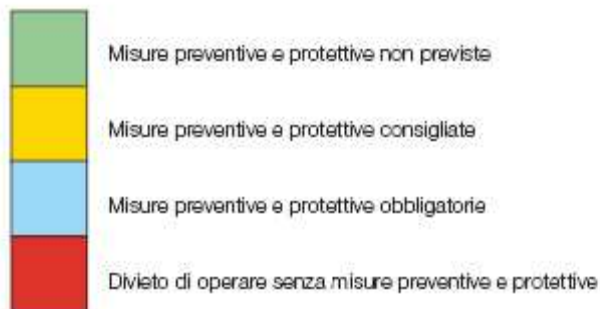 Misure preventive e protettive non previste
Misure preventive e protettive consigliate
Misure preventive e protettive obbligatorie
Divieto di operare senza misure preventive e protettive